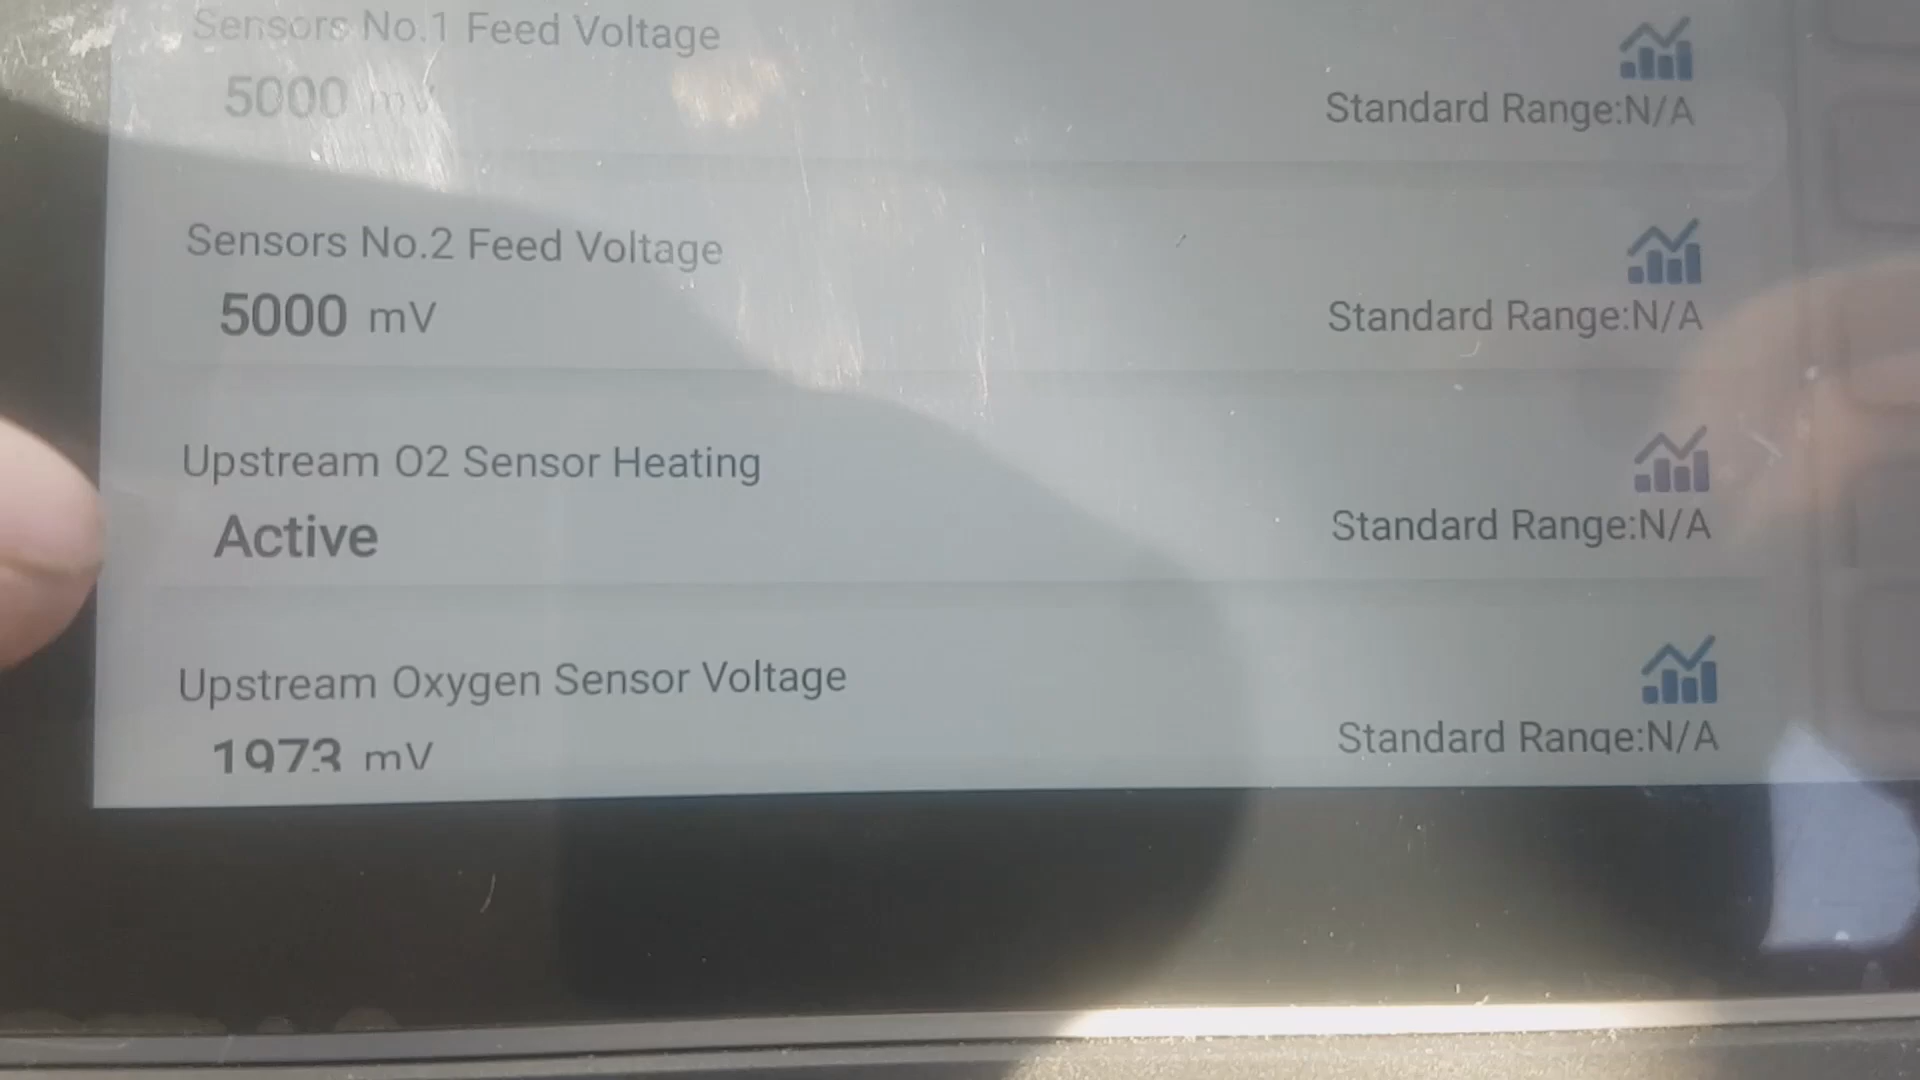 Sensors No.1 Feed Voltage
5000 mV
Standard Range:N/A
Sensors No.2 Feed Voltage
5000 mV
Standard Range:N/A
Upstream O2 Sensor Heating
Active
Standard Range:N/A
Upstream Oxygen Sensor Voltage
1973 mV
Standard Range:N/A